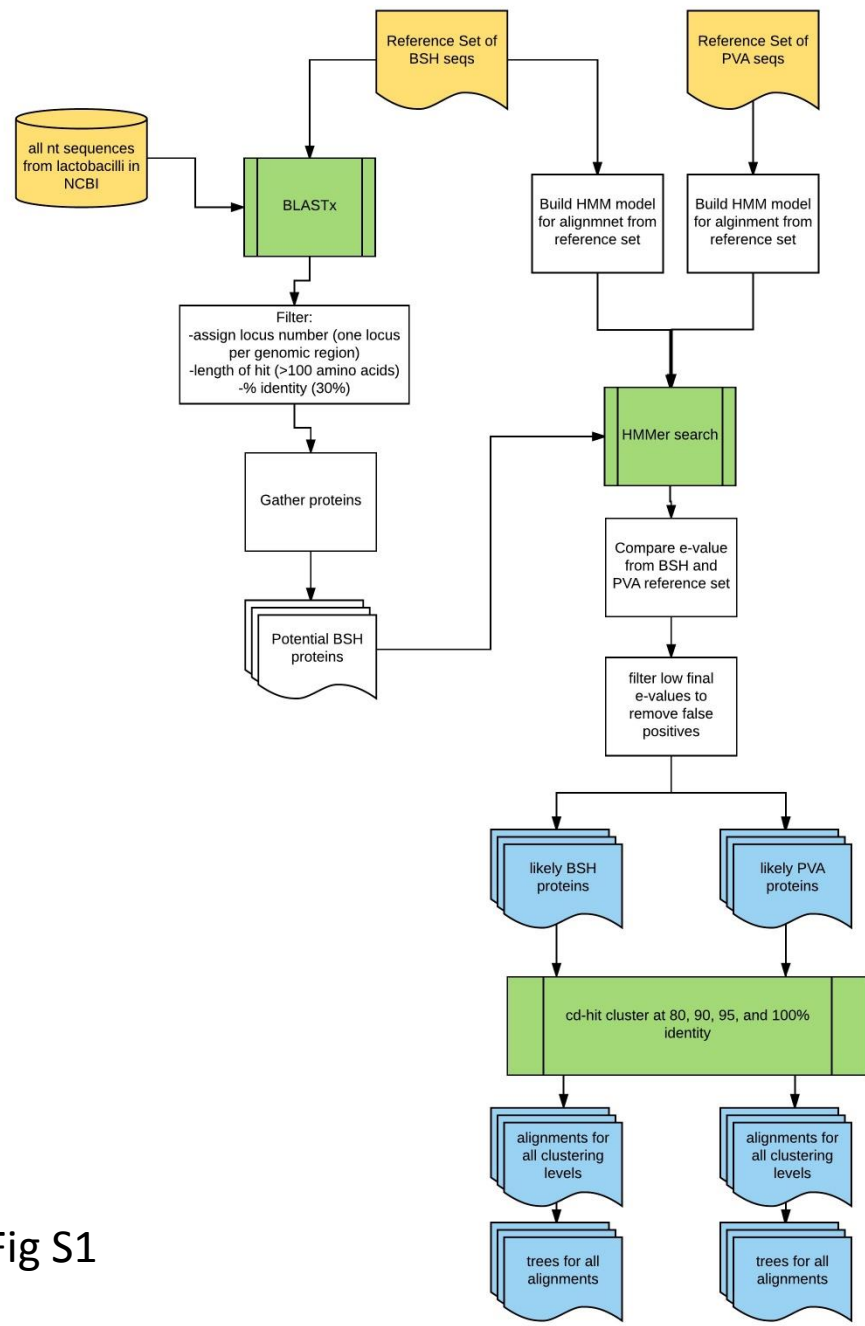 Reference Set of
BSH seqs
Reference Set of
PVA seqs
all nt sequences
from lactobacilli in
NCBI
BLASTx
Build HMM model
for alignmnet from
reference set
Build HMM model
for alginment from
reference set
Filter:
-assign locus number (one locus
per genomic region)
-length of hit (>100 amino acids)
-% identity (30%)
HMMer search
Gather proteins
Compare e-value
from BSH and
PVA reference set
Potential BSH
proteins
filter low final
e-values to
remove false
positives
likely BSH
proteins
likely PVA
proteins
cd-hit cluster at 80, 90, 95, and 100%
identity
alignments for
all clustering
levels
alignments for
all clustering
levels
Fig S1
trees for all
alignments
trees for all
alignments